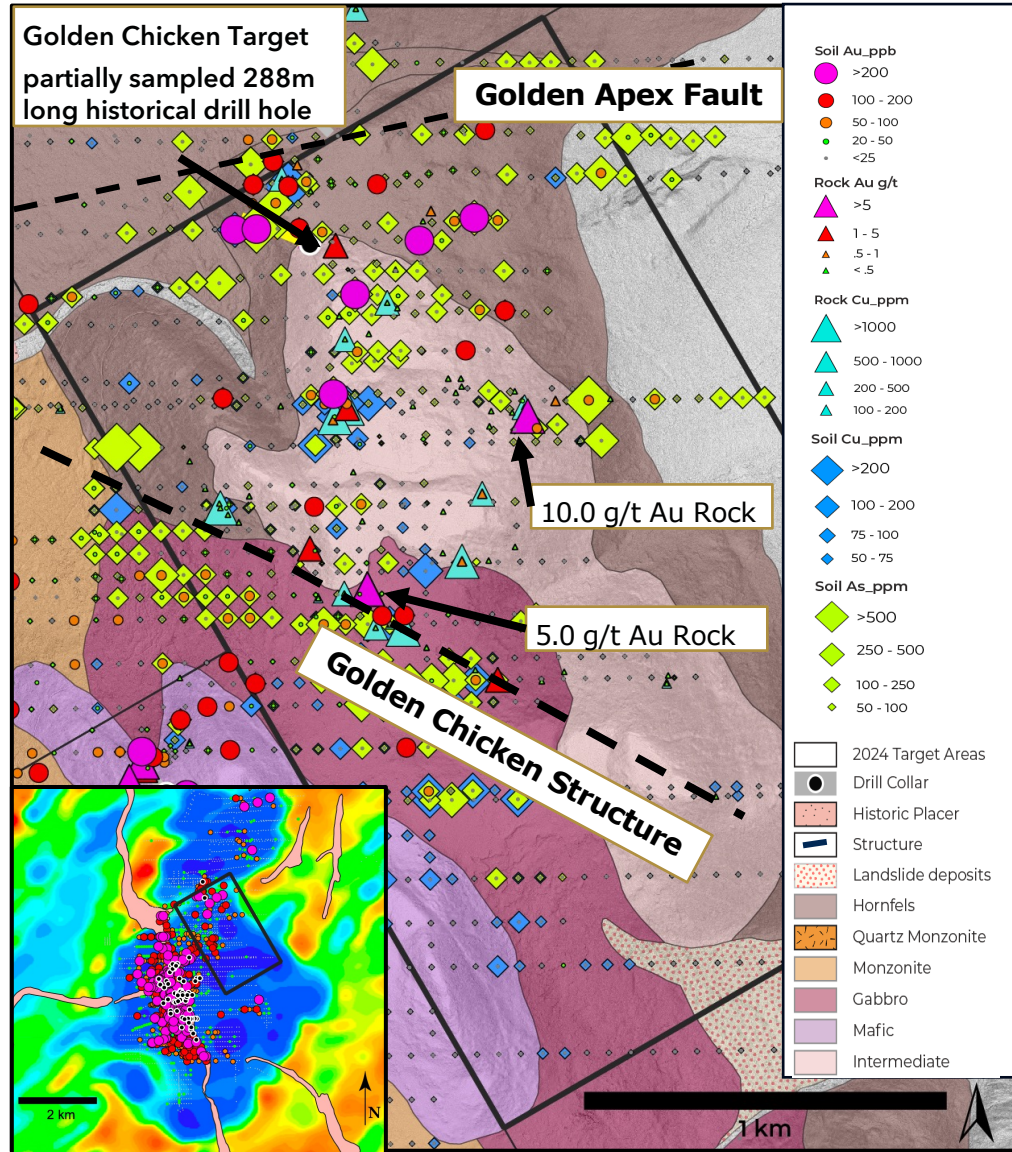 Golden Chicken Target
partially sampled 288m
long historical drill hole
Golden Apex Fault
10.0 g/t Au Rock
5.0 g/t Au Rock
Golden Chicken Structure
2 km
N
1 km
Soil Au_ppb
>200
100 - 200
50 - 100
20 - 50
<25
Rock Au g/t
>5
1 - 5
.5 - 1
< .5
Rock Cu_ppm
>1000
500 - 1000
200 - 500
100 - 200
Soil Cu_ppm
>200
100 - 200
75 - 100
50 - 75
Soil As_ppm
>500
250 - 500
100 - 250
50 - 100
2024 Target Areas
Drill Collar
Historic Placer
Structure
Landslide deposits
Hornfels
Quartz Monzonite
Monzonite
Gabbro
Mafic
Intermediate